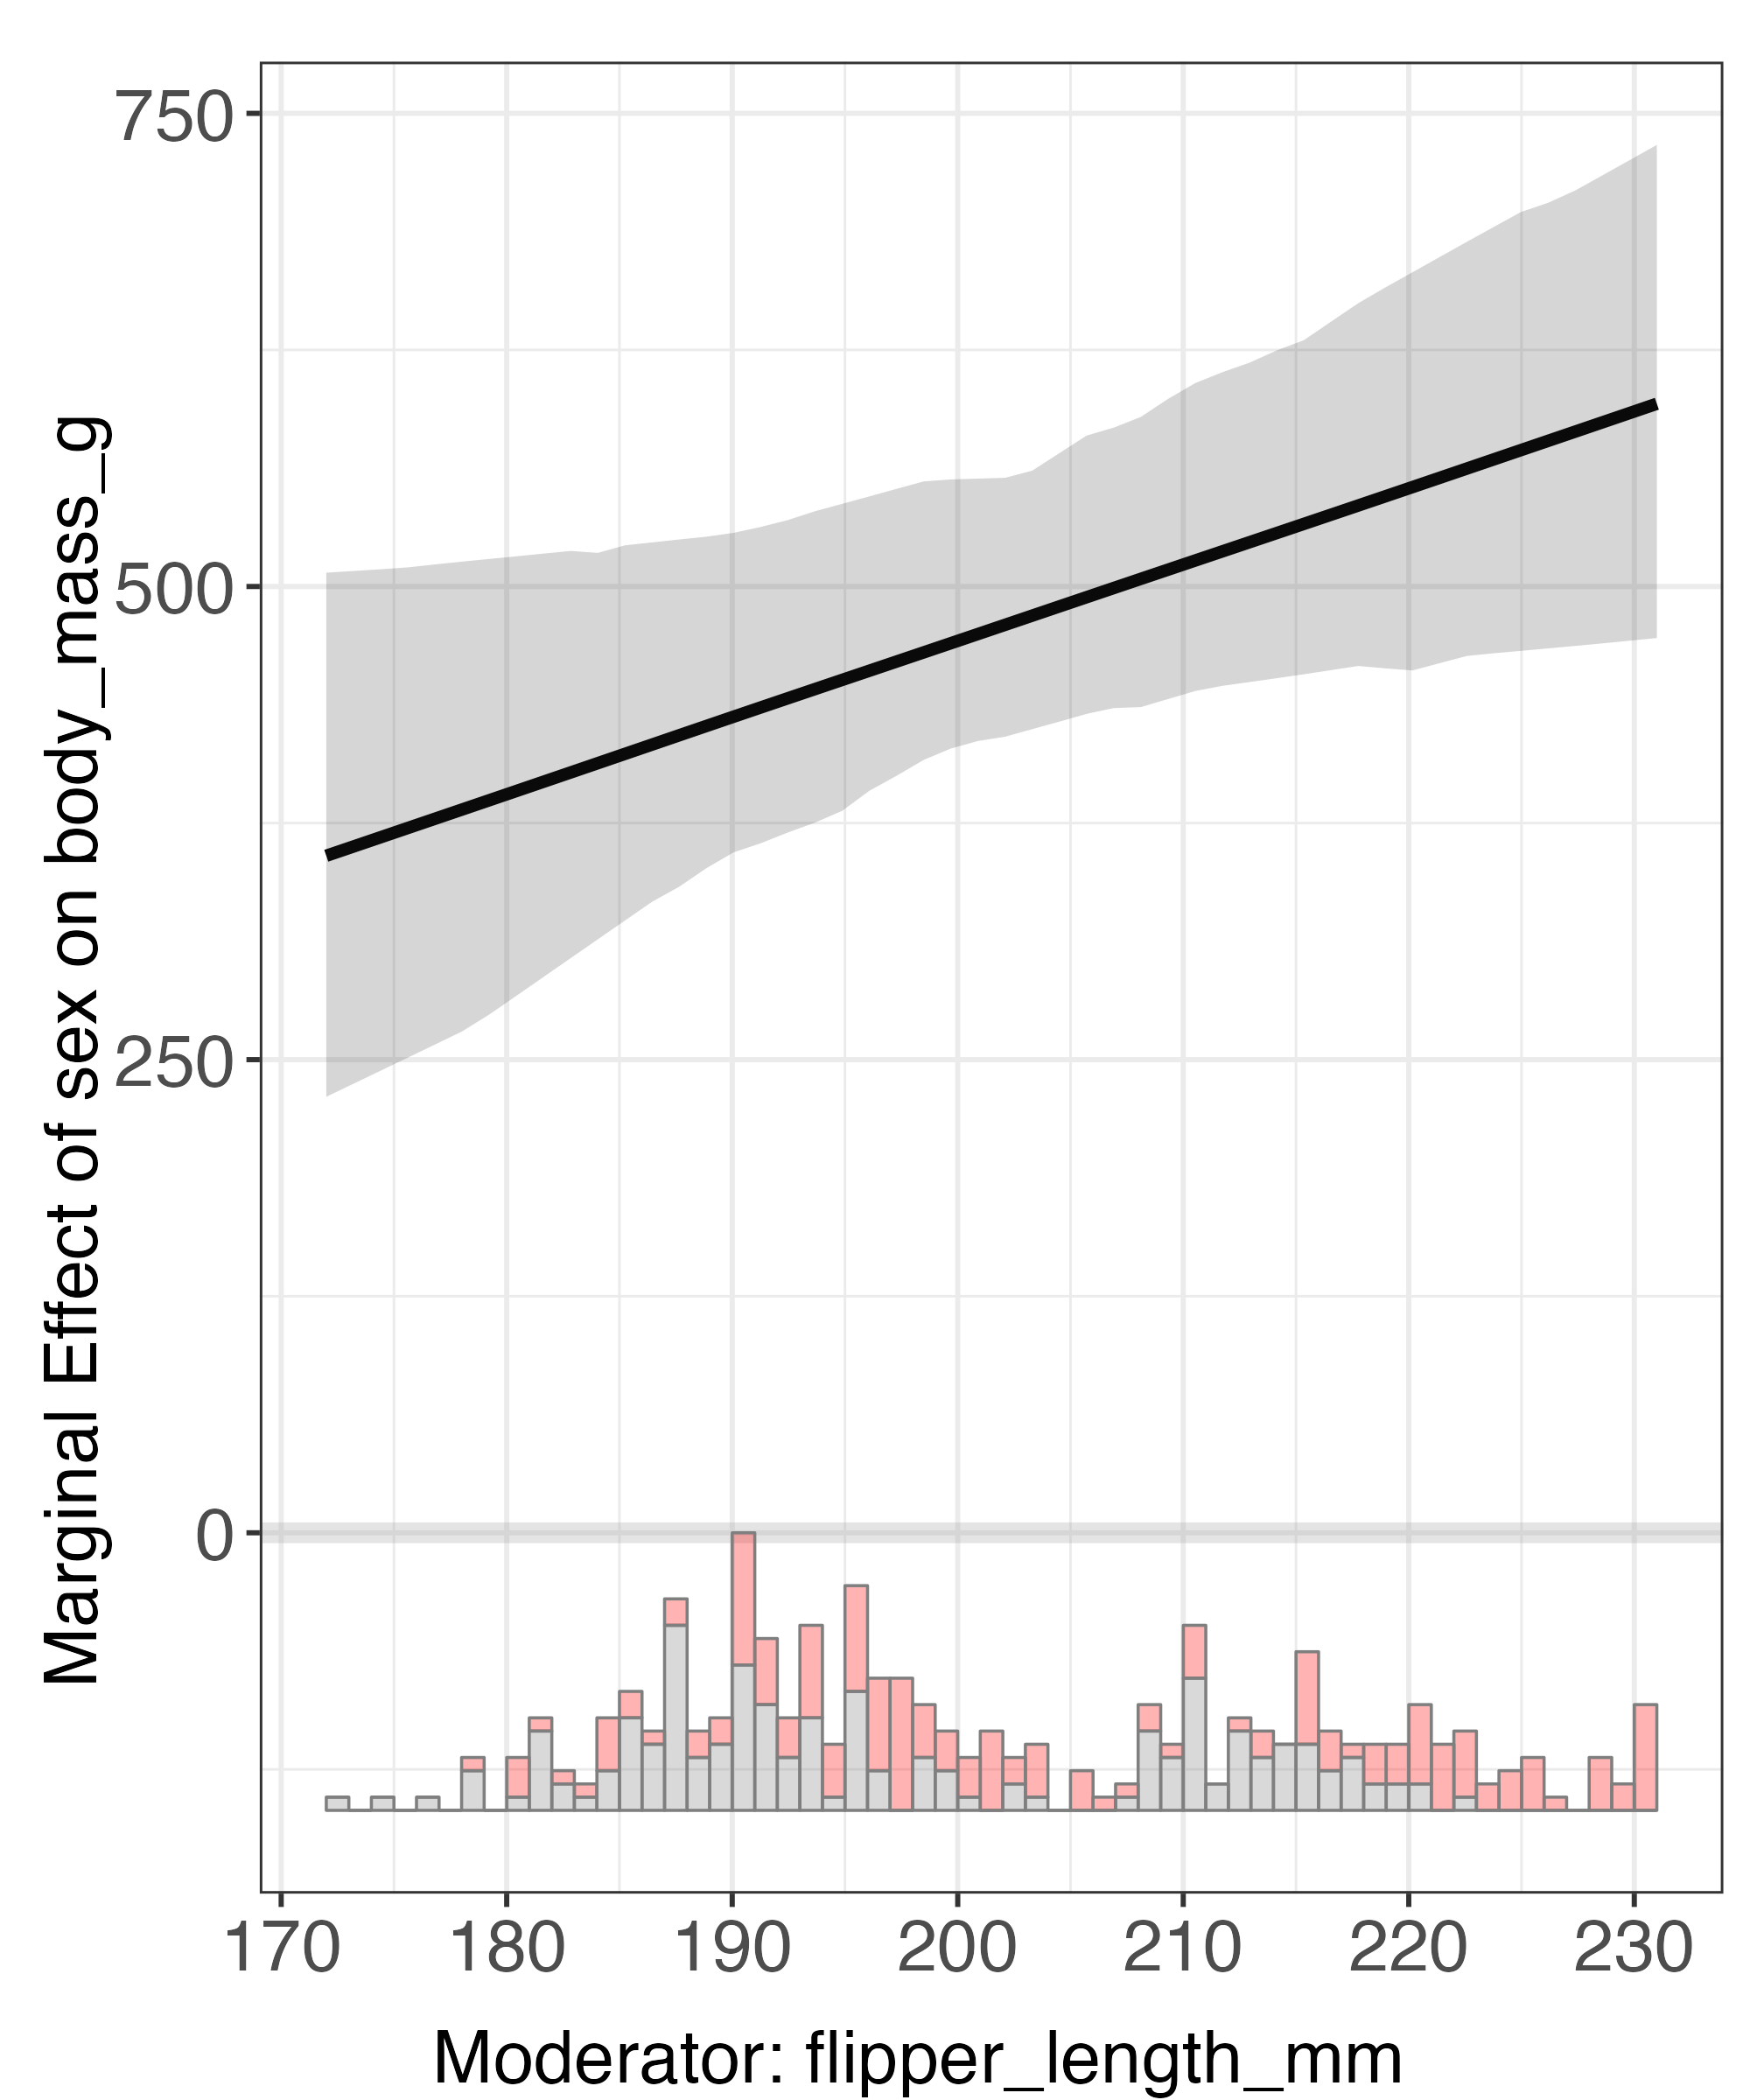 Marginal Effect of sex on body_mass_g
750
500
250
0
170 180 190 200 210 220 230
Moderator: flipper_length_mm